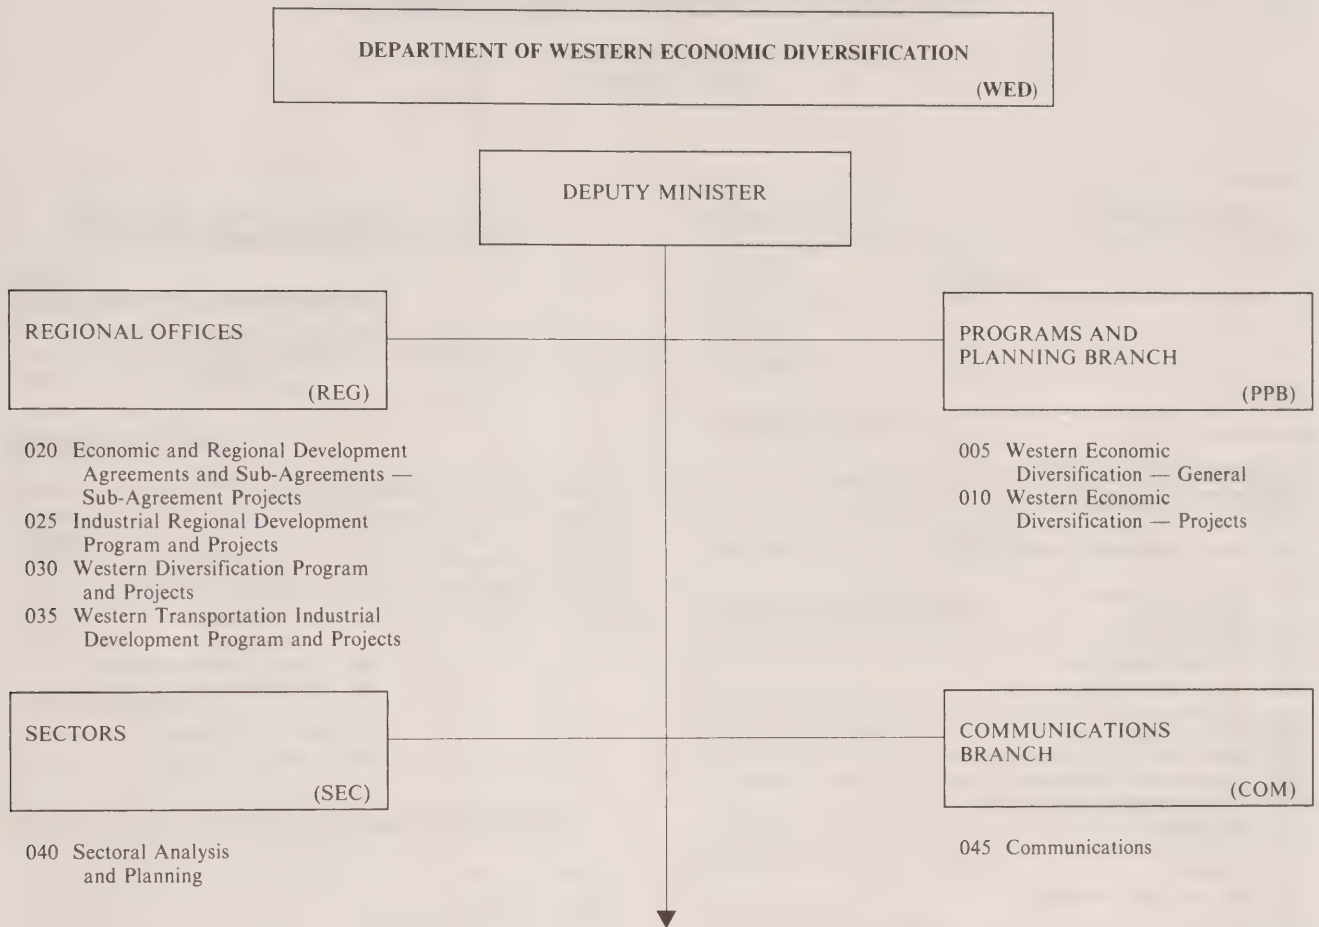 DEPARTMENT OF WESTERN ECONOMIC DIVERSIFICATION
(WED)
DEPUTY MINISTER
REGIONAL OFFICES
(REG)
020 Economic and Regional Development
Agreements and Sub-Agreements —
Sub-Agreement Projects
025 Industrial Regional Development
Program and Projects
030 Western Diversification Program
and Projects
035 Western Transportation Industrial
Development Program and Projects
PROGRAMS AND
PLANNING BRANCH
(PPB)
005 Western Economic
Diversification — General
010 Western Economic
Diversification — Projects
SECTORS
(SEC)
040 Sectoral Analysis
and Planning
COMMUNICATIONS
BRANCH
(COM)
045 Communications